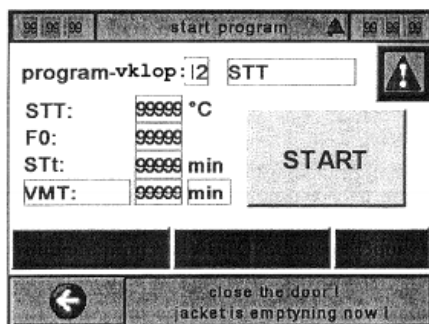 99 99 99 start program 99 99 99
program-vklop: 12 STT
STT: 99999 °C
F0: 99999
STt: 99999 min
VMT: 99999 min
START
close the door !
jacket is emptyning now !